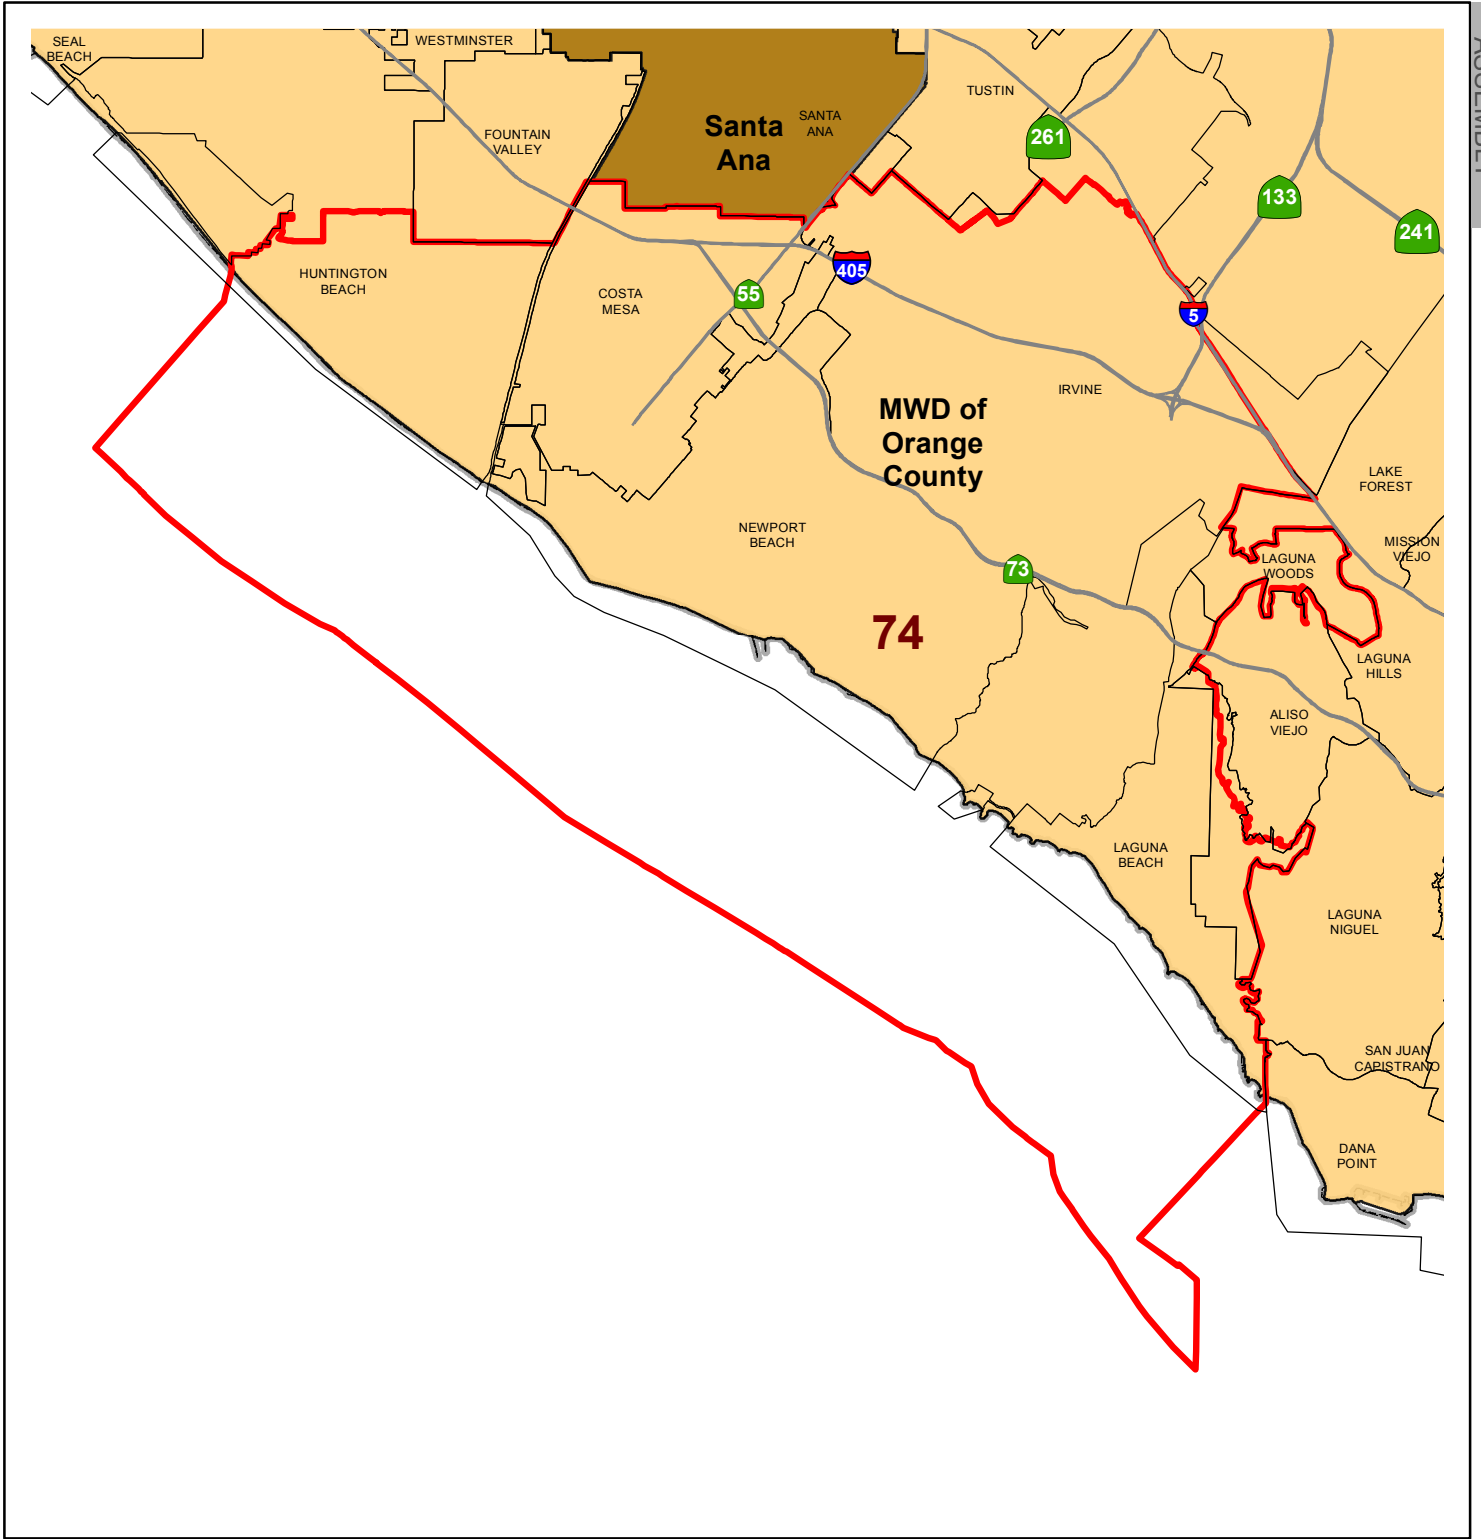 SEAL
BEACH
WESTMINSTER
TUSTIN
Santa
Ana
SANTA
ANA
FOUNTAIN
VALLEY
261
133
241
HUNTINGTON
BEACH
COSTA
MESA
55
405
5
IRVINE
MWD of
Orange
County
LAKE
FOREST
NEWPORT
BEACH
MISSION
VIEJO
LAGUNA
WOODS
73
74
LAGUNA
HILLS
ALISO
VIEJO
LAGUNA
BEACH
LAGUNA
NIGUEL
SAN JUAN
CAPISTRANO
DANA
POINT